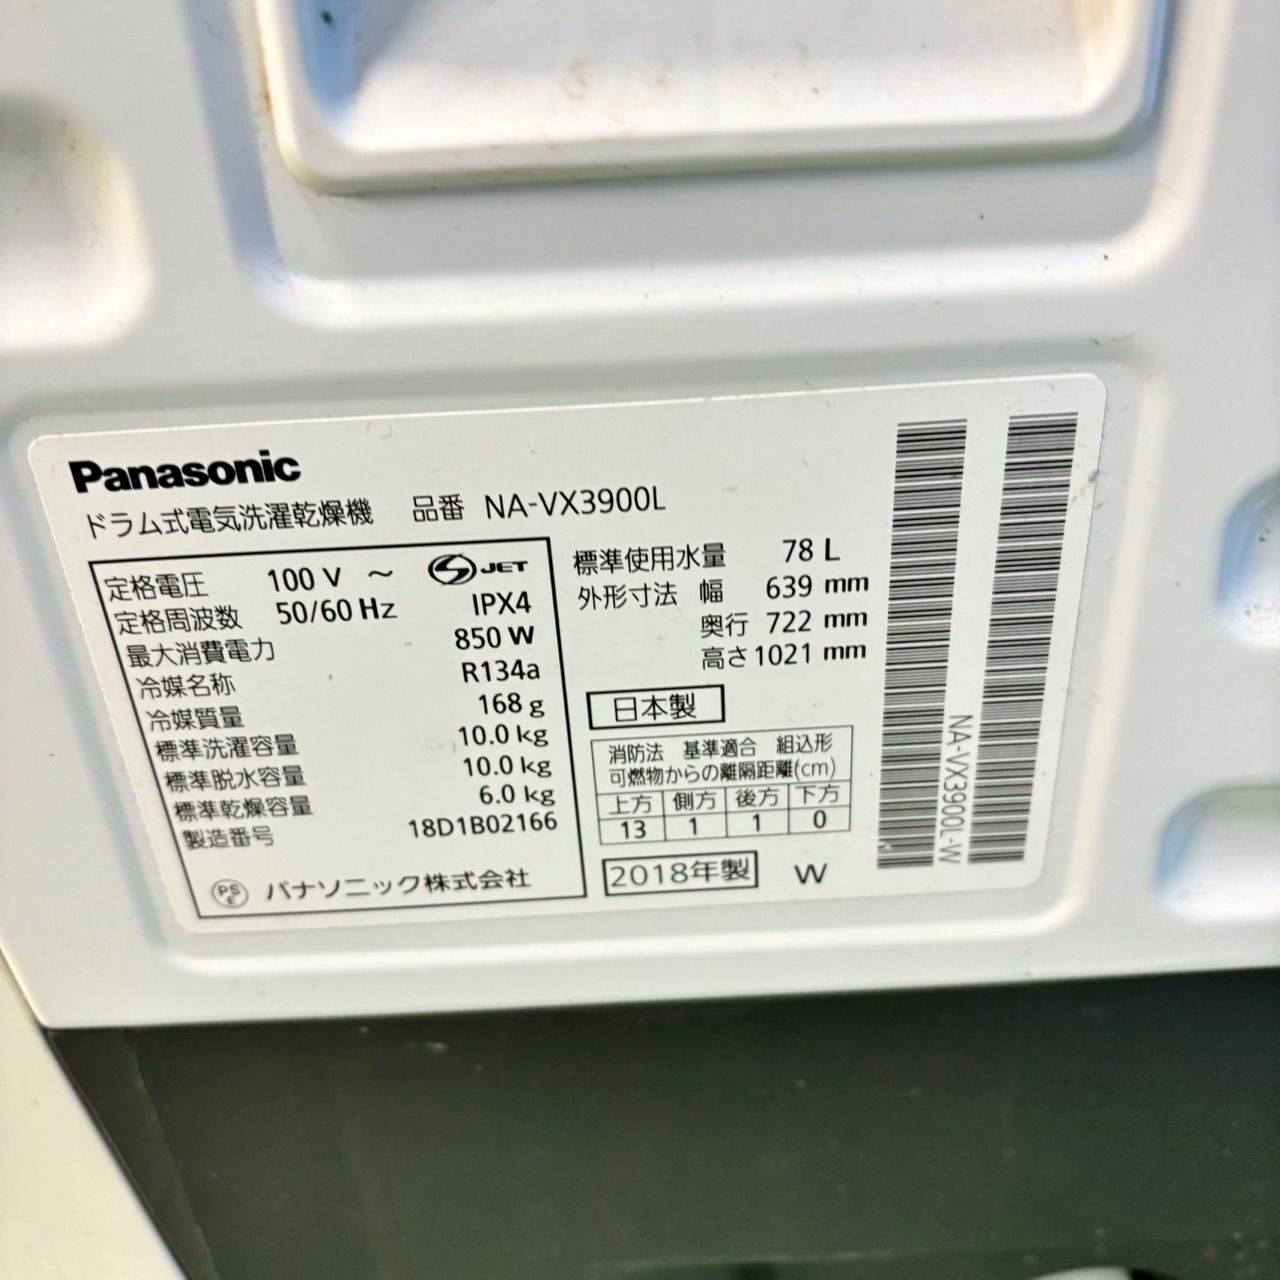 Panasonic
ドラム式電気洗濯乾燥機 品番 NA-VX3900L
定格電圧 100 V ～ S JET
定格周波数 50/60 Hz IPX4
最大消費電力 850 W
冷媒名称 R134a
冷媒質量 168 g
標準洗濯容量 10.0 kg
標準脱水容量 10.0 kg
標準乾燥容量 6.0 kg
製造番号 18D1B02166
PS E パナソニック株式会社
標準使用水量 78 L
外形寸法 幅 639 mm
奥行 722 mm
高さ 1021 mm
日本製
消防法 基準適合 組込形
可燃物からの離隔距離(cm)
上方 側方 後方 下方
13 1 1 0
2018年製 W
NA-VX3900L-W